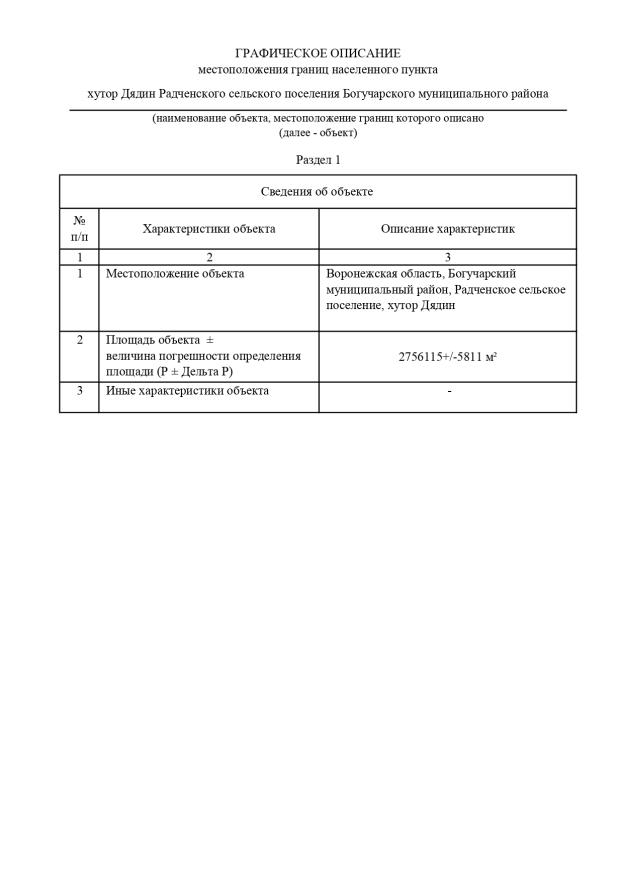 ГРАФИЧЕСКОЕ ОПИСАНИЕ
местоположения границ населенного пункта
хутор Дядин Радченского сельского поселения Богучарского муниципального района
(наименование объекта, местоположение границ которого описано
(далее - объект)
Раздел 1
Сведения об объекте
№
п/п
Характеристики объекта
Описание характеристик
1
2
3
1
Местоположение объекта
Воронежская область, Богучарский
муниципальный район, Радченское сельское
поселение, хутор Дядин
2
Площадь объекта ±
величина погрешности определения
площади (P ± Дельта P)
2756115+/-5811 м²
3
Иные характеристики объекта
-